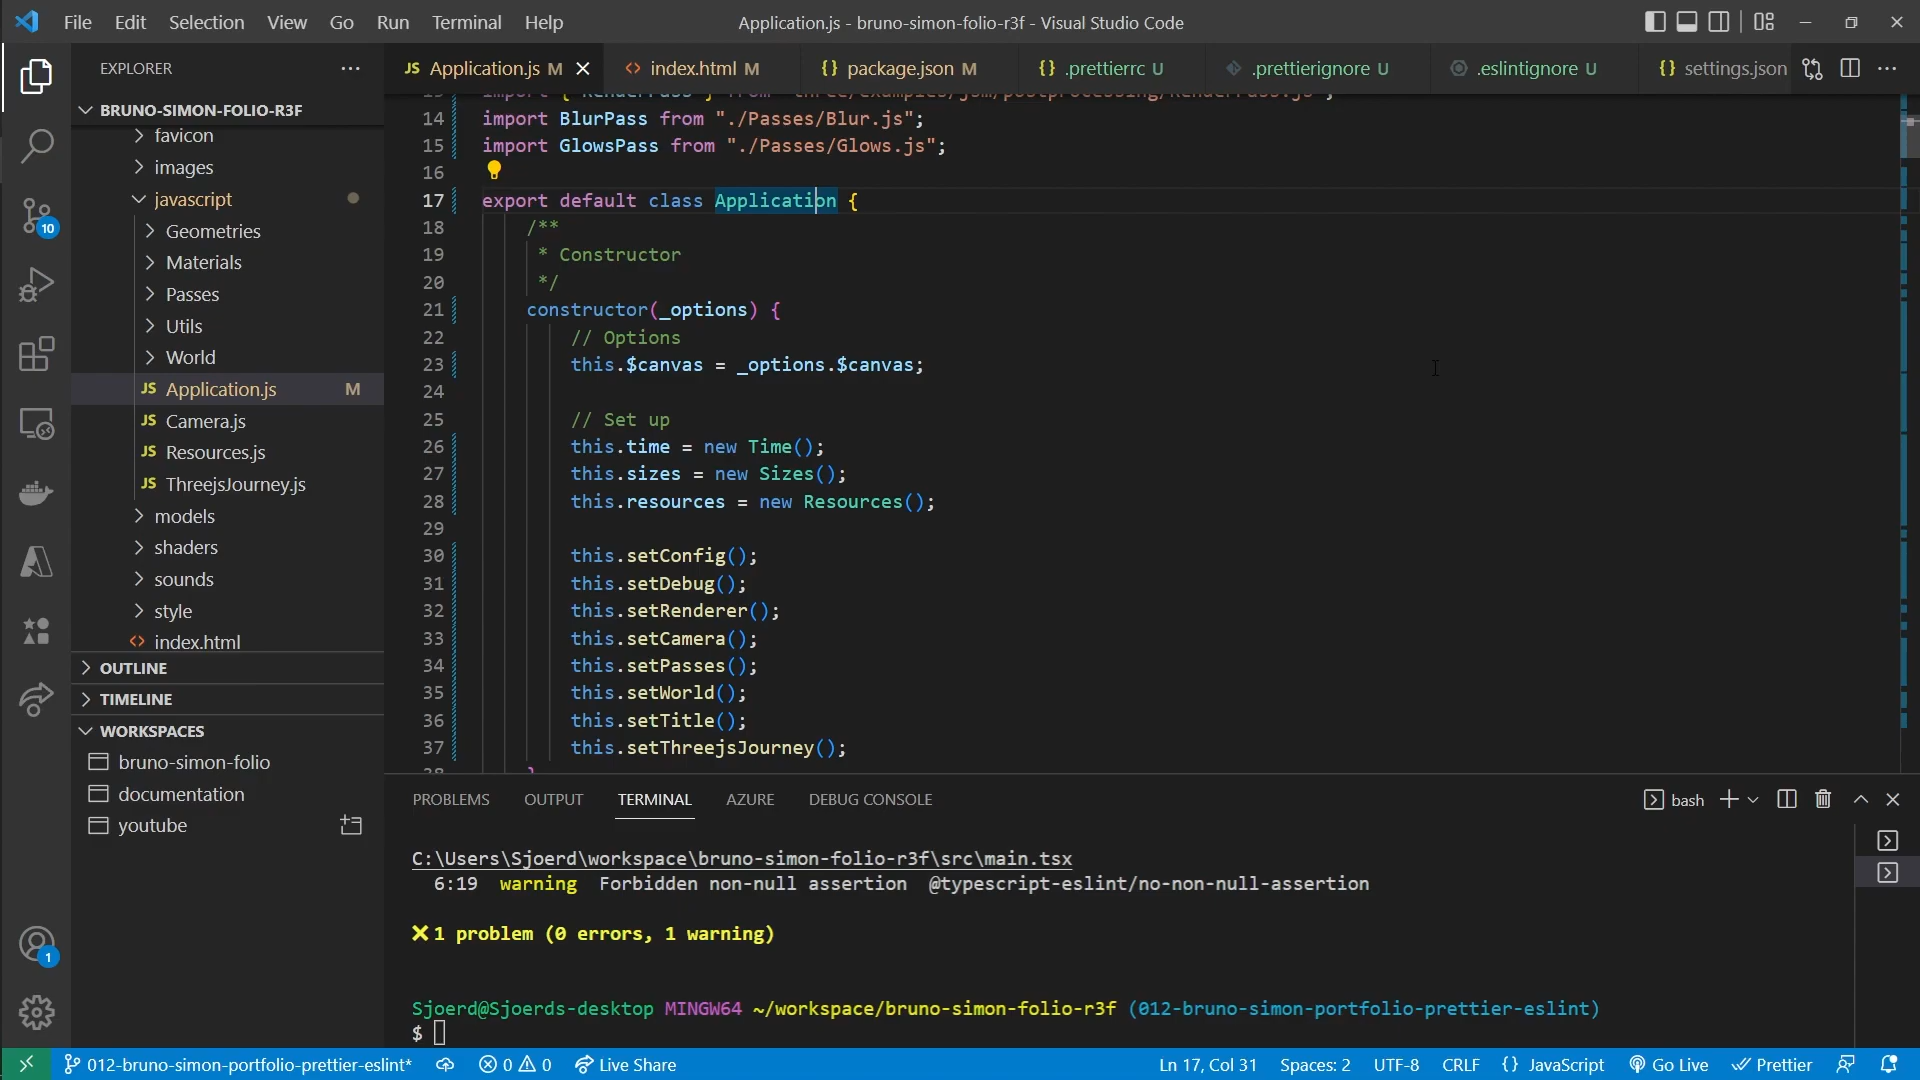 File Edit Selection View Go Run Terminal Help
Application.js - bruno-simon-folio-r3f - Visual Studio Code
EXPLORER
BRUNO-SIMON-FOLIO-R3F
favicon
images
javascript
Geometries
Materials
Passes
Utils
World
JS Application.js M
JS Camera.js
JS Resources.js
JS ThreejsJourney.js
models
shaders
sounds
style
index.html
OUTLINE
TIMELINE
WORKSPACES
bruno-simon-folio
documentation
youtube
10
1
JS Application.js M
<> index.html M
{} package.json M
{} .prettierrc U
.prettierignore U
.eslintignore U
{} settings.json
14 import BlurPass from "./Passes/Blur.js";
15 import GlowsPass from "./Passes/Glows.js";
16
17 export default class Application {
18 /**
19 * Constructor
20 */
21 constructor(_options) {
22 // Options
23 this.$canvas = _options.$canvas;
24
25 // Set up
26 this.time = new Time();
27 this.sizes = new Sizes();
28 this.resources = new Resources();
29
30 this.setConfig();
31 this.setDebug();
32 this.setRenderer();
33 this.setCamera();
34 this.setPasses();
35 this.setWorld();
36 this.setTitle();
37 this.setThreejsJourney();
PROBLEMS OUTPUT TERMINAL AZURE DEBUG CONSOLE
bash
C:\Users\Sjoerd\workspace\bruno-simon-folio-r3f\src\main.tsx
6:19 warning Forbidden non-null assertion @typescript-eslint/no-non-null-assertion
1 problem (0 errors, 1 warning)
Sjoerd@Sjoerds-desktop MINGW64 ~/workspace/bruno-simon-folio-r3f (012-bruno-simon-portfolio-prettier-eslint)
$
012-bruno-simon-portfolio-prettier-eslint* 0 0 Live Share
Ln 17, Col 31 Spaces: 2 UTF-8 CRLF {} JavaScript Go Live Prettier